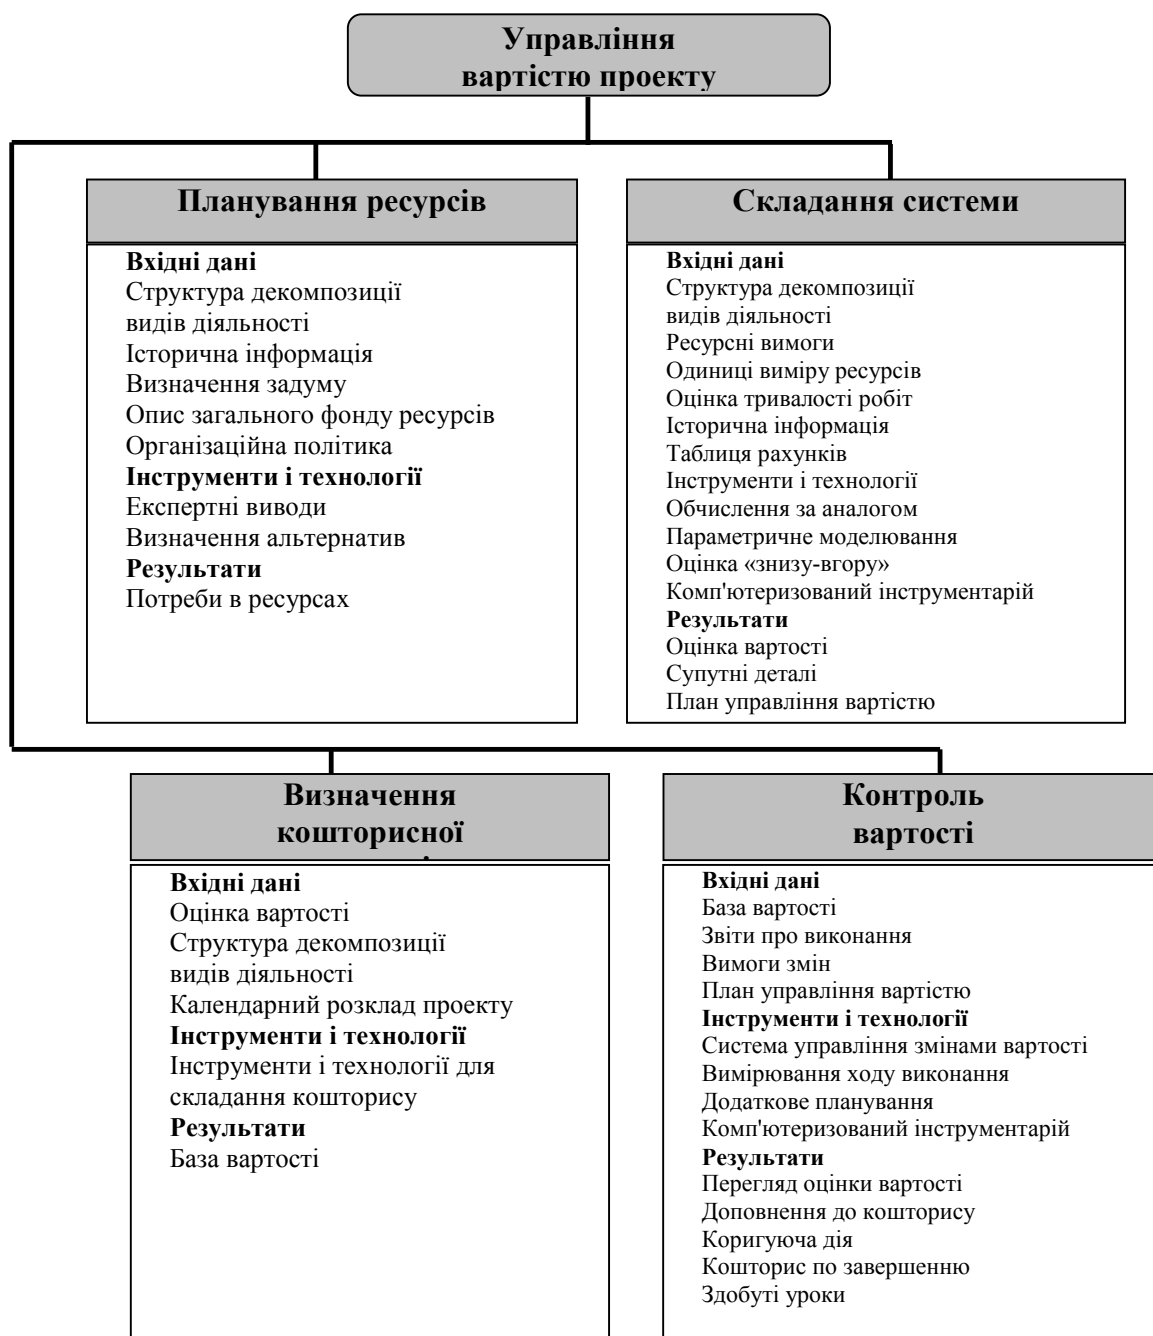 Управління
вартістю проекту
Планування ресурсів
Вхідні дані
Структура декомпозиції
видів діяльності
Історична інформація
Визначення задуму
Опис загального фонду ресурсів
Організаційна політика
Інструменти і технології
Експертні виводи
Визначення альтернатив
Результати
Потреби в ресурсах
Складання системи
Вхідні дані
Структура декомпозиції
видів діяльності
Ресурсні вимоги
Одиниці виміру ресурсів
Оцінка тривалості робіт
Історична інформація
Таблиця рахунків
Інструменти і технології
Обчислення за аналогом
Параметричне моделювання
Оцінка «знизу-вгору»
Комп'ютеризований інструментарій
Результати
Оцінка вартості
Супутні деталі
План управління вартістю
Визначення
кошторисної
Вхідні дані
Оцінка вартості
Структура декомпозиції
видів діяльності
Календарний розклад проекту
Інструменти і технології
Інструменти і технології для
складання кошторису
Результати
База вартості
Контроль
вартості
Вхідні дані
База вартості
Звіти про виконання
Вимоги змін
План управління вартістю
Інструменти і технології
Система управління змінами вартості
Вимірювання ходу виконання
Додаткове планування
Комп'ютеризований інструментарій
Результати
Перегляд оцінки вартості
Доповнення до кошторису
Коригуюча дія
Кошторис по завершенню
Здобуті уроки